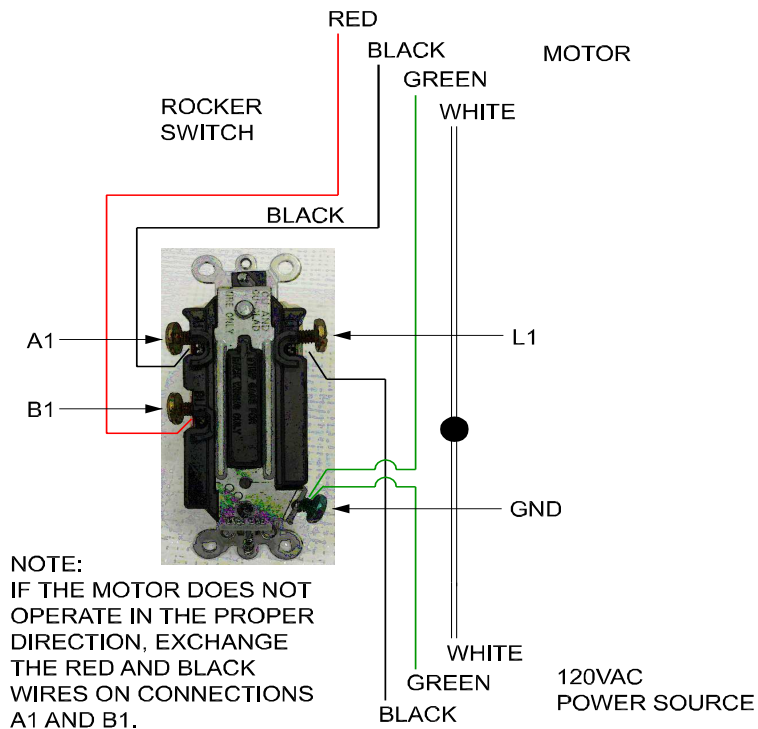 RED
BLACK
MOTOR
GREEN
ROCKER
SWITCH
WHITE
BLACK
A1
L1
B1
GND
NOTE:
IF THE MOTOR DOES NOT
OPERATE IN THE PROPER
DIRECTION, EXCHANGE
THE RED AND BLACK
WIRES ON CONNECTIONS
A1 AND B1.
WHITE
GREEN
BLACK
120VAC
POWER SOURCE